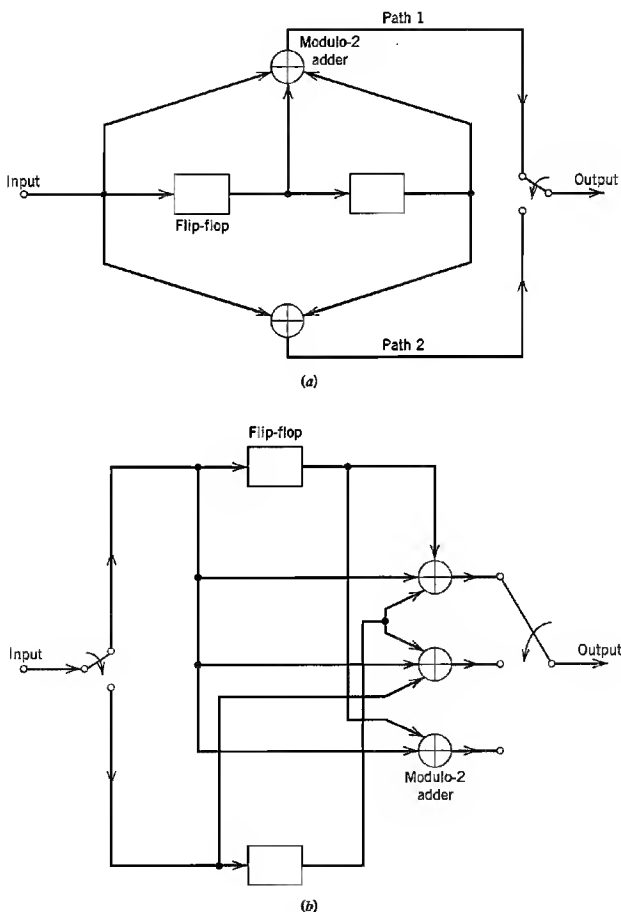 Path 1
Modulo-2
adder
Input
Flip-flop
Output
Path 2
(a)
Flip-flop
Input
Output
Modulo-2
adder
(b)